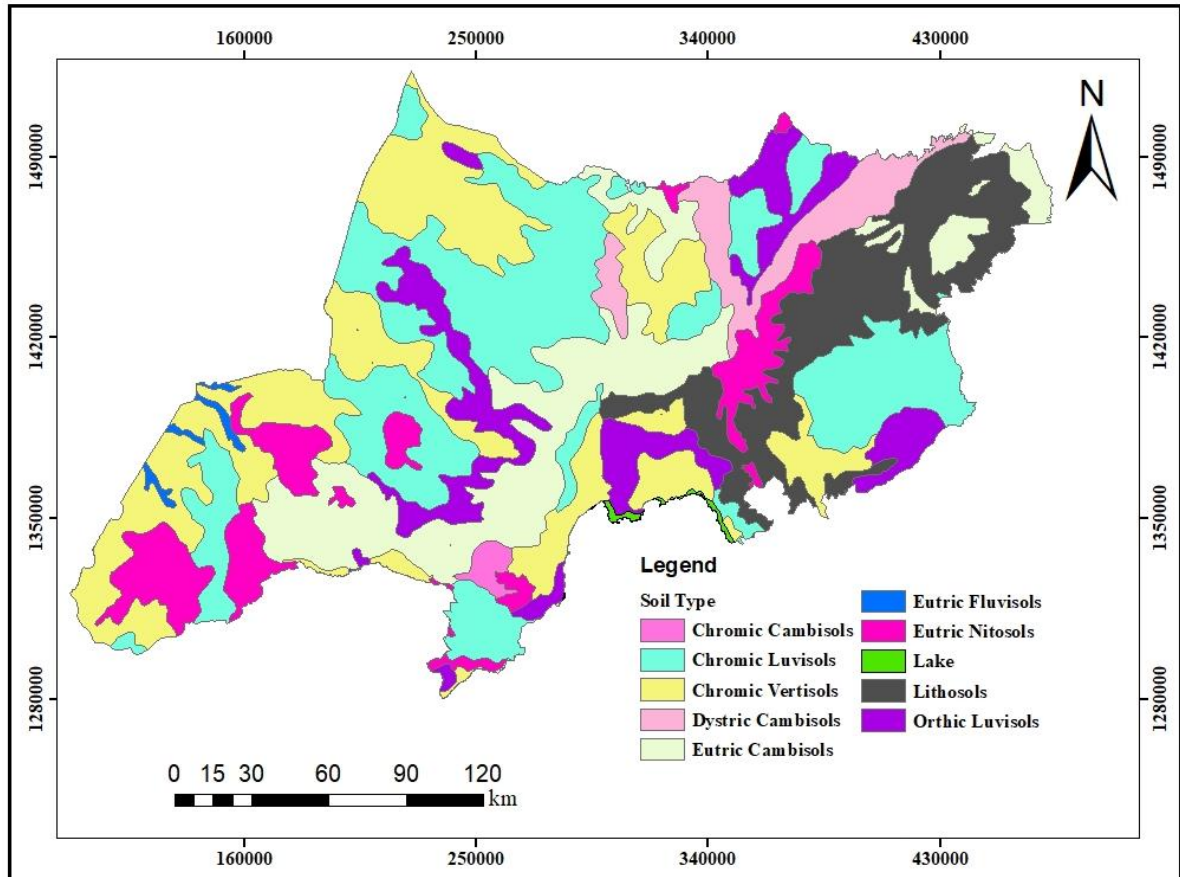 160000 250000 340000 430000
N
1490000 1490000
1420000 1420000
1350000 1350000
1280000 1280000
Legend
Soil Type
Chromic Cambisols
Chromic Luvisols
Chromic Vertisols
Dystric Cambisols
Eutric Cambisols
Eutric Fluvisols
Eutric Nitosols
Lake
Lithosols
Orthic Luvisols
0 15 30 60 90 120
km
160000 250000 340000 430000